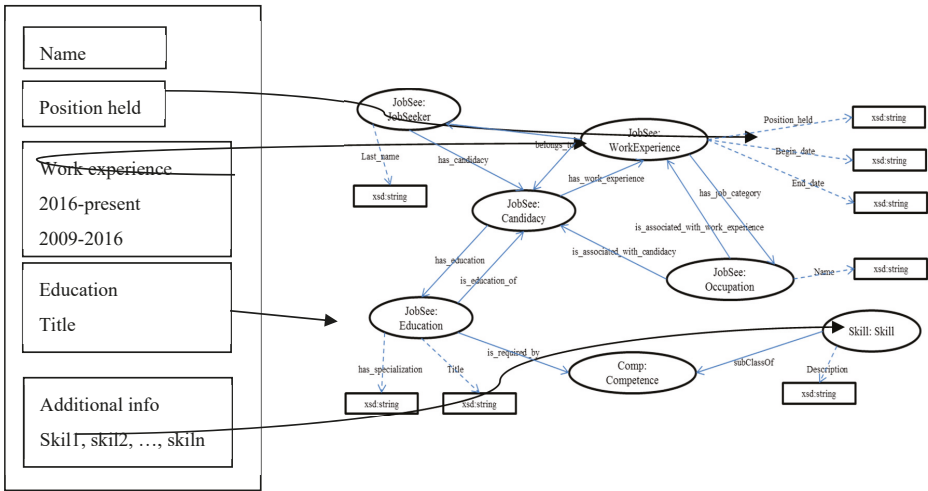 Name
Position held
Work experience
2016-present
2009-2016
Education
Title
Additional info
Skil1, skil2, …, skiln
JobSee:
JobSeeker
Last_name
xsd:string
has_candidacy
belongs_to
JobSee:
WorkExperience
Position_held
xsd:string
Begin_date
xsd:string
End_date
xsd:string
has_work_experience
has_job_category
JobSee:
Candidacy
is_associated_with_work_experience
is_associated_with_candidacy
has_education
is_education_of
JobSee:
Occupation
Name
xsd:string
JobSee:
Education
has_specialization
Title
xsd:string
xsd:string
is_required_by
Comp:
Competence
subClassOf
Skill: Skill
Description
xsd:string